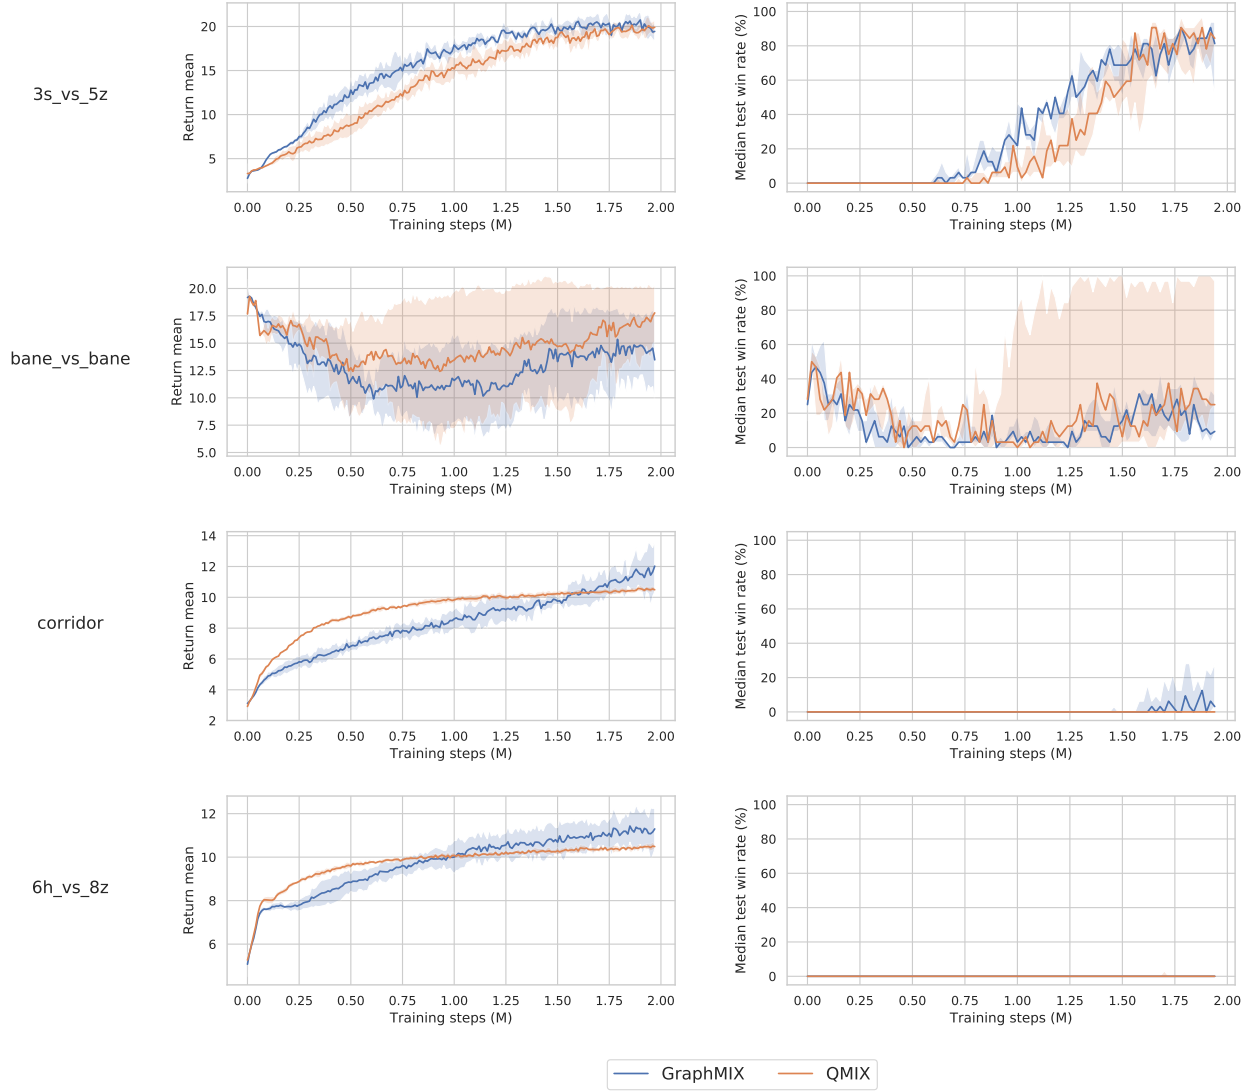 3s_vs_5z
Return mean
20
15
10
5
0.00 0.25 0.50 0.75 1.00 1.25 1.50 1.75 2.00
Training steps (M)
Median test win rate (%)
100
80
60
40
20
0
0.00 0.25 0.50 0.75 1.00 1.25 1.50 1.75 2.00
Training steps (M)
bane_vs_bane
Return mean
20.0
17.5
15.0
12.5
10.0
7.5
5.0
0.00 0.25 0.50 0.75 1.00 1.25 1.50 1.75 2.00
Training steps (M)
Median test win rate (%)
100
80
60
40
20
0
0.00 0.25 0.50 0.75 1.00 1.25 1.50 1.75 2.00
Training steps (M)
corridor
Return mean
14
12
10
8
6
4
2
0.00 0.25 0.50 0.75 1.00 1.25 1.50 1.75 2.00
Training steps (M)
Median test win rate (%)
100
80
60
40
20
0
0.00 0.25 0.50 0.75 1.00 1.25 1.50 1.75 2.00
Training steps (M)
6h_vs_8z
Return mean
12
10
8
6
0.00 0.25 0.50 0.75 1.00 1.25 1.50 1.75 2.00
Training steps (M)
Median test win rate (%)
100
80
60
40
20
0
0.00 0.25 0.50 0.75 1.00 1.25 1.50 1.75 2.00
Training steps (M)
GraphMIX QMIX